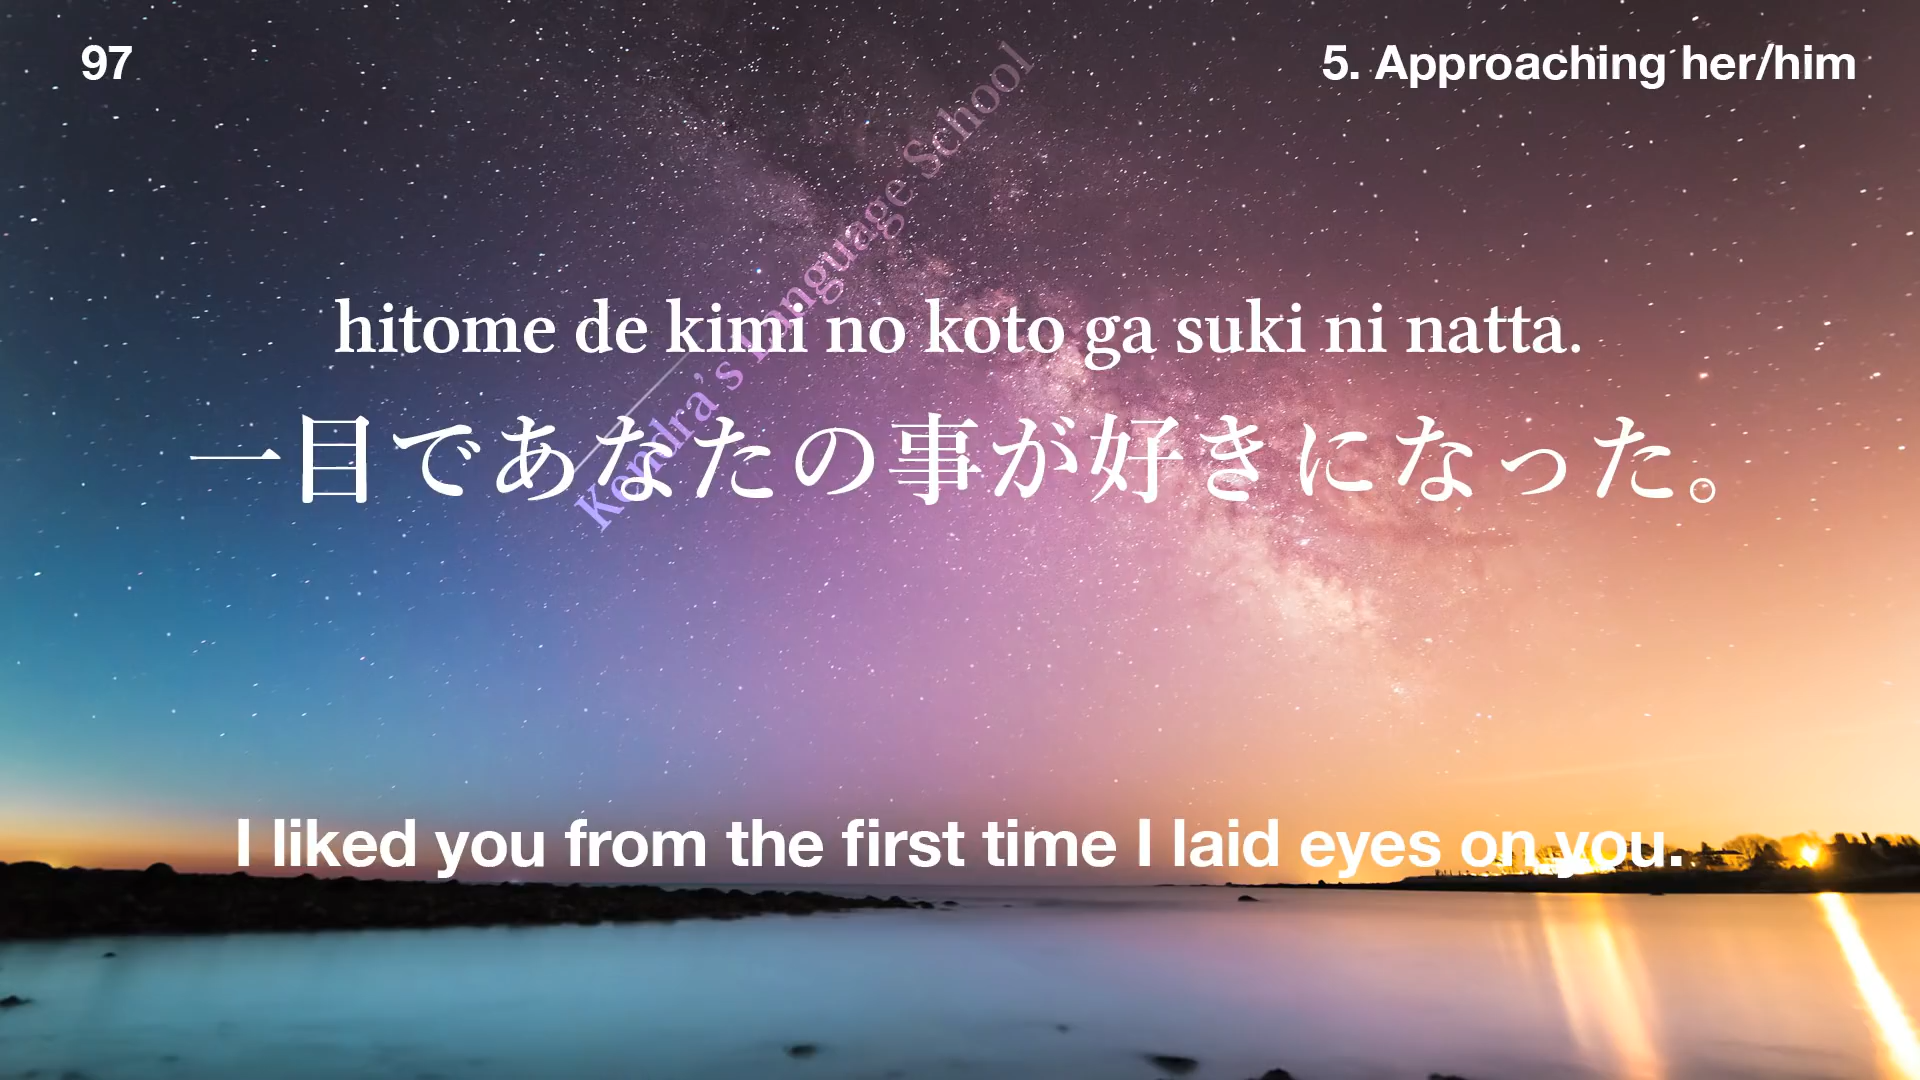 97
5. Approaching her/him
Kondra's Language School
hitome de kimi no koto ga suki ni natta.
一目であなたの事が好きになった。
I liked you from the first time I laid eyes on you.